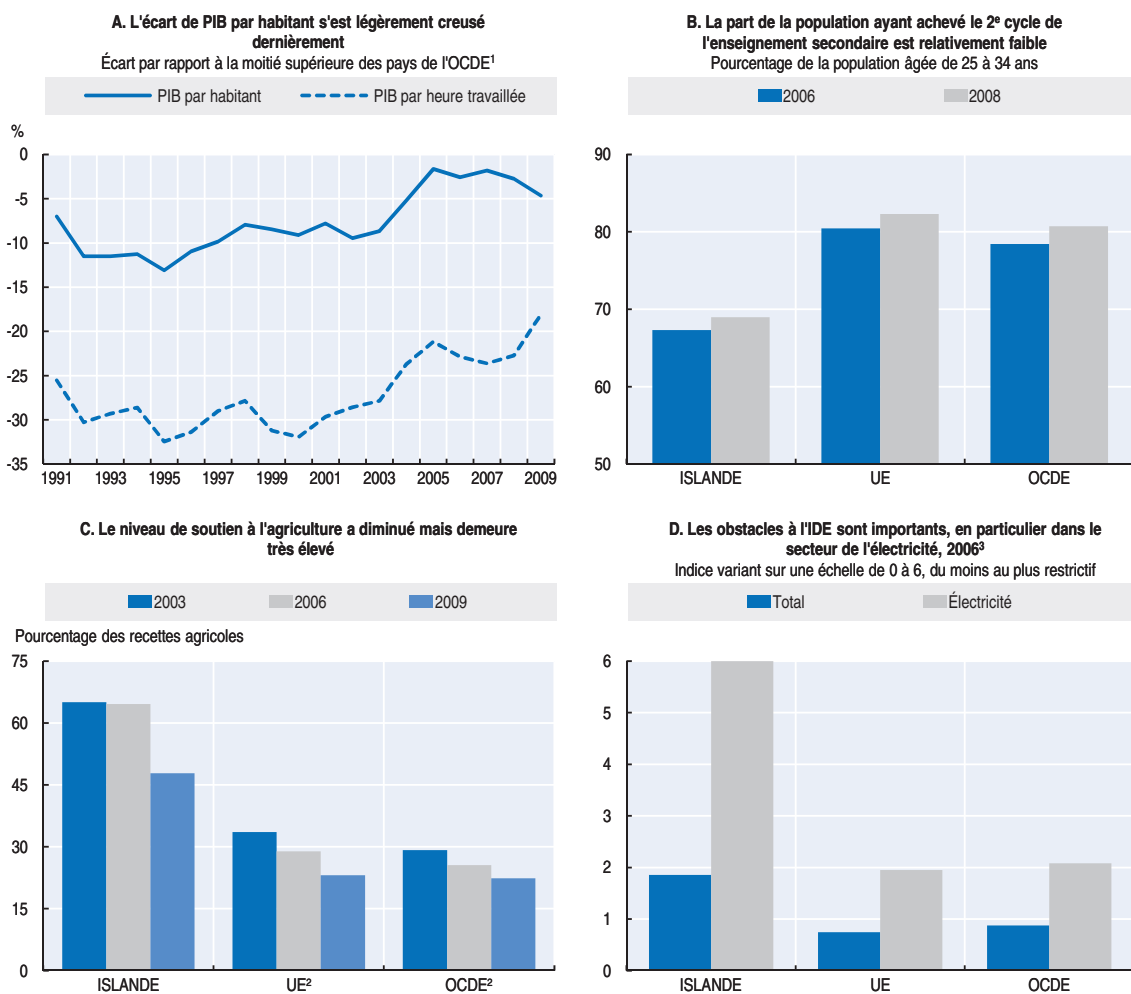 A. L'écart de PIB par habitant s'est légèrement creusé
dernièrement
Écart par rapport à la moitié supérieure des pays de l'OCDE¹
PIB par habitant
PIB par heure travaillée
%
0
-5
-10
-15
-20
-25
-30
-35
1991
1993
1995
1997
1999
2001
2003
2005
2007
2009
B. La part de la population ayant achevé le 2ᵉ cycle de
l'enseignement secondaire est relativement faible
Pourcentage de la population âgée de 25 à 34 ans
2006
2008
90
80
70
60
50
ISLANDE
UE
OCDE
C. Le niveau de soutien à l'agriculture a diminué mais demeure
très élevé
2003
2006
2009
Pourcentage des recettes agricoles
75
60
45
30
15
0
ISLANDE
UE²
OCDE²
D. Les obstacles à l'IDE sont importants, en particulier dans le
secteur de l'électricité, 2006³
Indice variant sur une échelle de 0 à 6, du moins au plus restrictif
Total
Électricité
6
5
4
3
2
1
0
ISLANDE
UE
OCDE